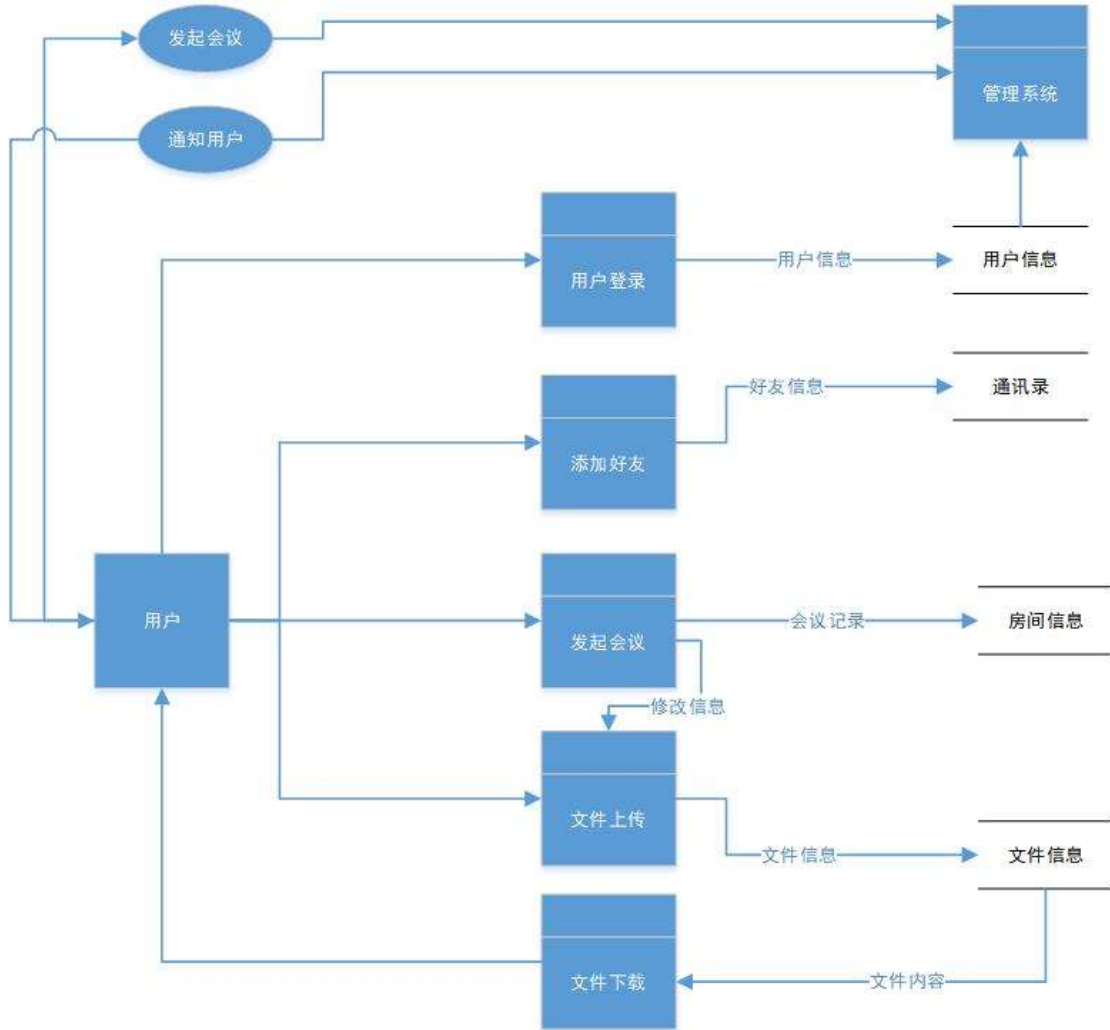 发起会议
管理系统
通知用户
用户登录
用户信息
用户信息
好友信息
通讯录
添加好友
用户
发起会议
会议记录
房间信息
修改信息
文件上传
文件信息
文件信息
文件下载
文件内容